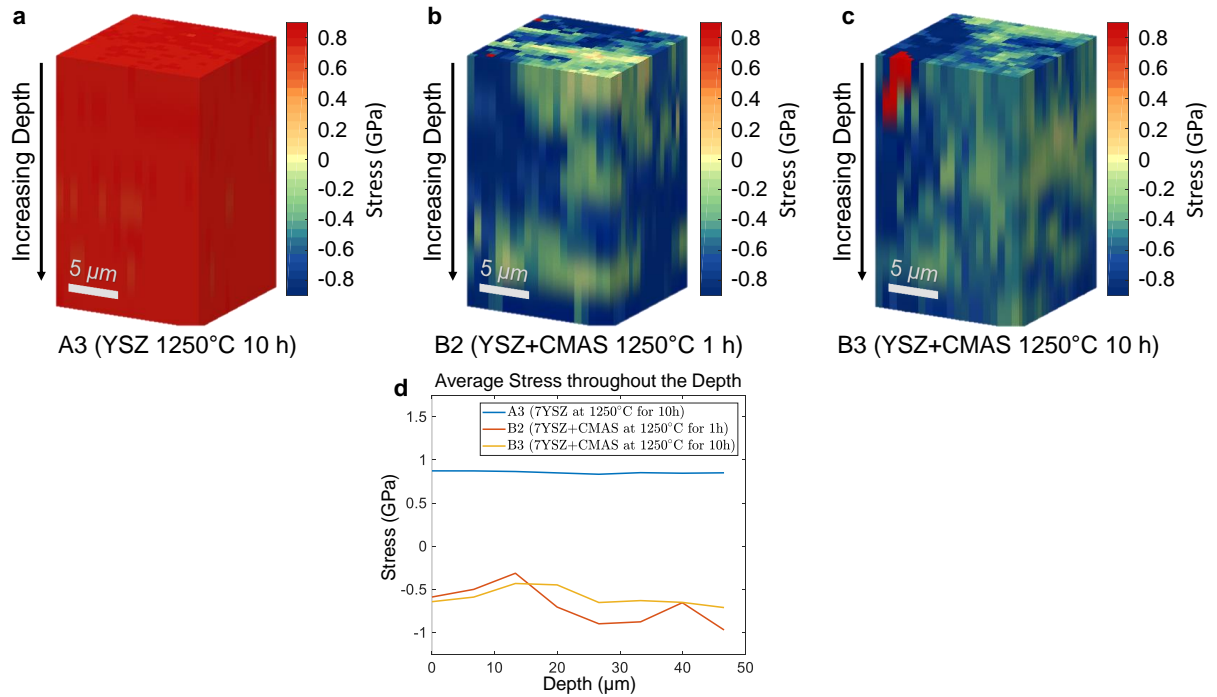 a
Increasing Depth
5 µm
0.8
0.6
0.4
0.2
0
-0.2
-0.4
-0.6
-0.8
Stress (GPa)
A3 (YSZ 1250°C 10 h)
b
Increasing Depth
5 µm
0.8
0.6
0.4
0.2
0
-0.2
-0.4
-0.6
-0.8
Stress (GPa)
B2 (YSZ+CMAS 1250°C 1 h)
c
Increasing Depth
5 µm
0.8
0.6
0.4
0.2
0
-0.2
-0.4
-0.6
-0.8
Stress (GPa)
B3 (YSZ+CMAS 1250°C 10 h)
d
Average Stress throughout the Depth
A3 (7YSZ at 1250°C for 10h)
B2 (7YSZ+CMAS at 1250°C for 1h)
B3 (7YSZ+CMAS at 1250°C for 10h)
Stress (GPa)
1.5
1
0.5
0
-0.5
-1
0 10 20 30 40 50
Depth (µm)